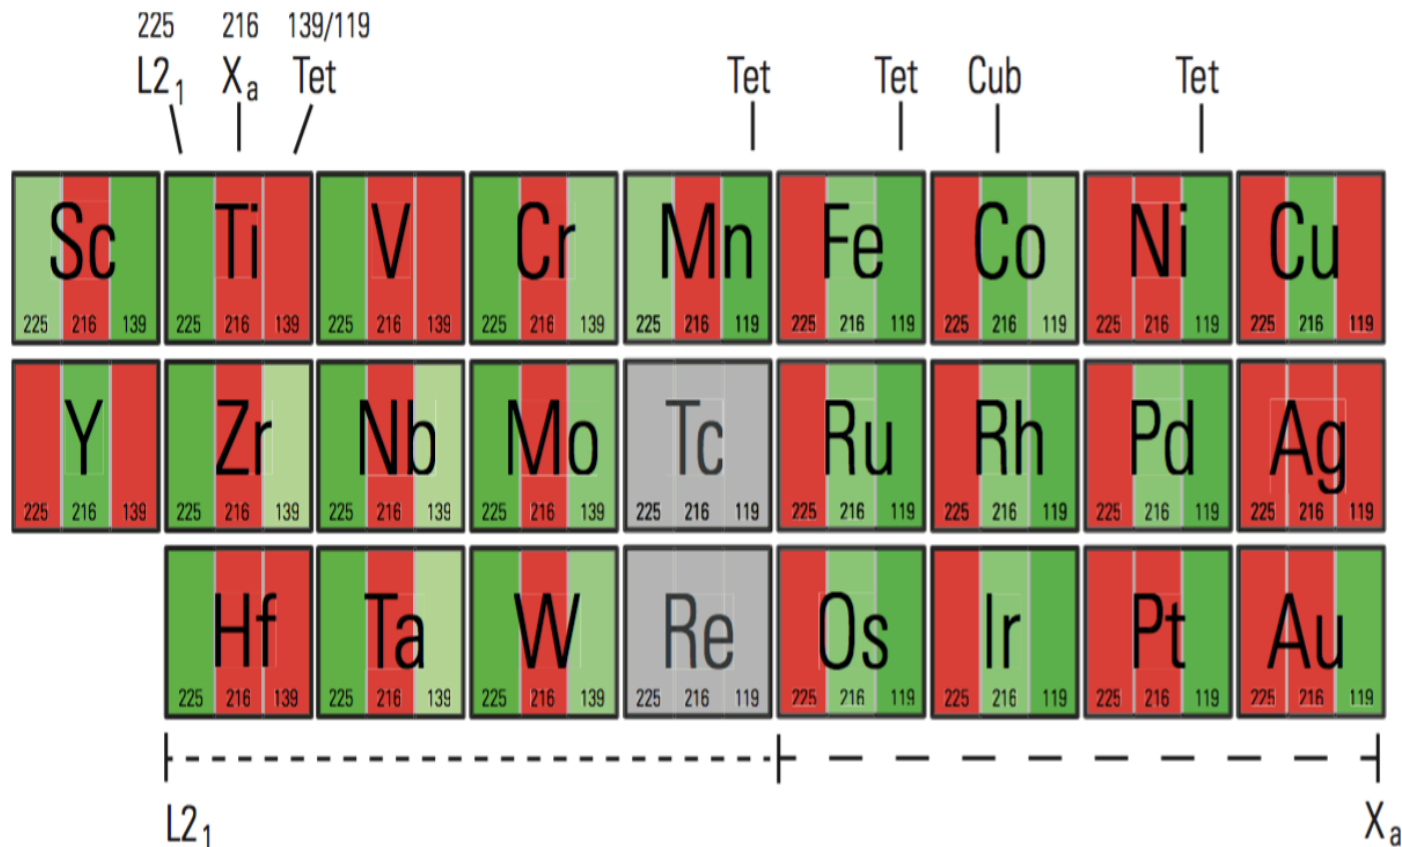 225 216 139/119
L2₁ Xₐ Tet Tet Tet Cub Tet
Sc Ti V Cr Mn Fe Co Ni Cu
225 216 139 225 216 139 225 216 139 225 216 139 225 216 119 225 216 119 225 216 119 225 216 119 225 216 119
Y Zr Nb Mo Tc Ru Rh Pd Ag
225 216 139 225 216 139 225 216 139 225 216 139 225 216 119 225 216 119 225 216 119 225 216 119 225 216 119
Hf Ta W Re Os Ir Pt Au
225 216 139 225 216 139 225 216 139 225 216 119 225 216 119 225 216 119 225 216 119 225 216 119
L2₁ Xₐ